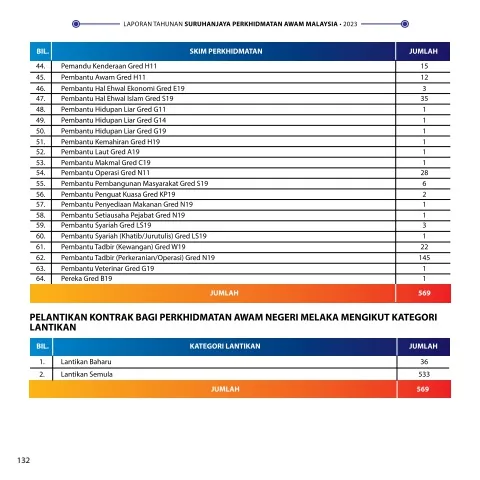 LAPORAN TAHUNAN SURUHANJAYA PERKHIDMATAN AWAM MALAYSIA • 2023
BIL. SKIM PERKHIDMATAN JUMLAH
44. Pemandu Kenderaan Gred H11 15
45. Pembantu Awam Gred H11 12
46. Pembantu Hal Ehwal Ekonomi Gred E19 3
47. Pembantu Hal Ehwal Islam Gred S19 35
48. Pembantu Hidupan Liar Gred G11 1
49. Pembantu Hidupan Liar Gred G14 1
50. Pembantu Hidupan Liar Gred G19 1
51. Pembantu Kemahiran Gred H19 1
52. Pembantu Laut Gred A19 1
53. Pembantu Makmal Gred C19 1
54. Pembantu Operasi Gred N11 28
55. Pembantu Pembangunan Masyarakat Gred S19 6
56. Pembantu Penguat Kuasa Gred KP19 2
57. Pembantu Penyediaan Makanan Gred N19 1
58. Pembantu Setiausaha Pejabat Gred N19 1
59. Pembantu Syariah Gred LS19 3
60. Pembantu Syariah (Khatib/Jurutulis) Gred LS19 1
61. Pembantu Tadbir (Kewangan) Gred W19 22
62. Pembantu Tadbir (Perkeranian/Operasi) Gred N19 145
63. Pembantu Veterinar Gred G19 1
64. Pereka Gred B19 1
JUMLAH 569
PELANTIKAN KONTRAK BAGI PERKHIDMATAN AWAM NEGERI MELAKA MENGIKUT KATEGORI
LANTIKAN
BIL. KATEGORI LANTIKAN JUMLAH
1. Lantikan Baharu 36
2. Lantikan Semula 533
JUMLAH 569
132